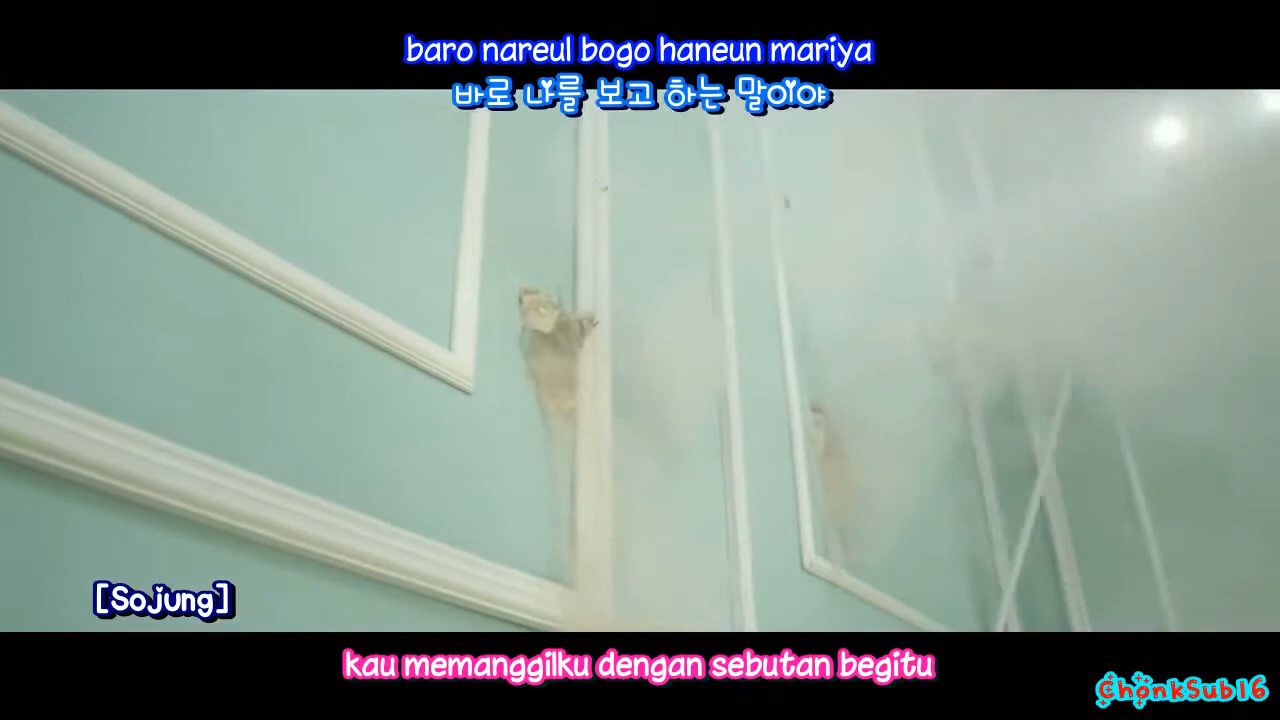 baro nareul bogo haneun mariya
바로 나를 보고 하는 말이야
[Sojung]
kau memanggilku dengan sebutan begitu
ChonkSub16